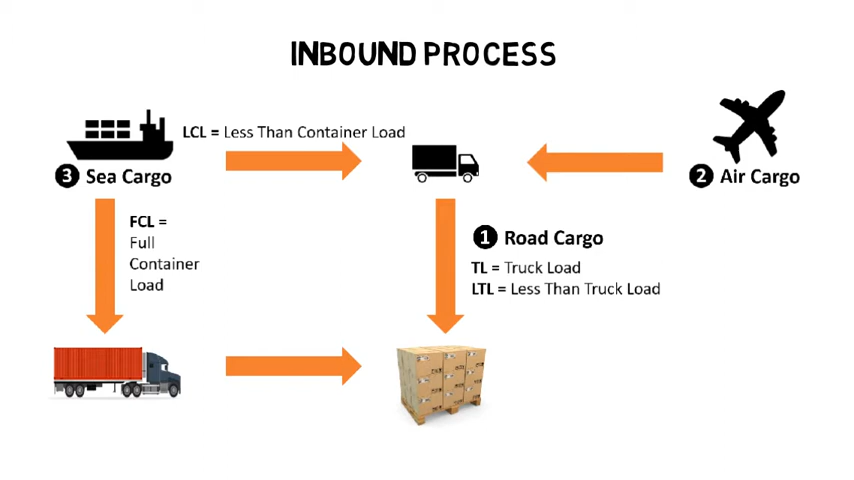 INBOUND PROCESS
LCL = Less Than Container Load
3 Sea Cargo
2 Air Cargo
FCL =
Full
Container
Load
1 Road Cargo
TL = Truck Load
LTL = Less Than Truck Load